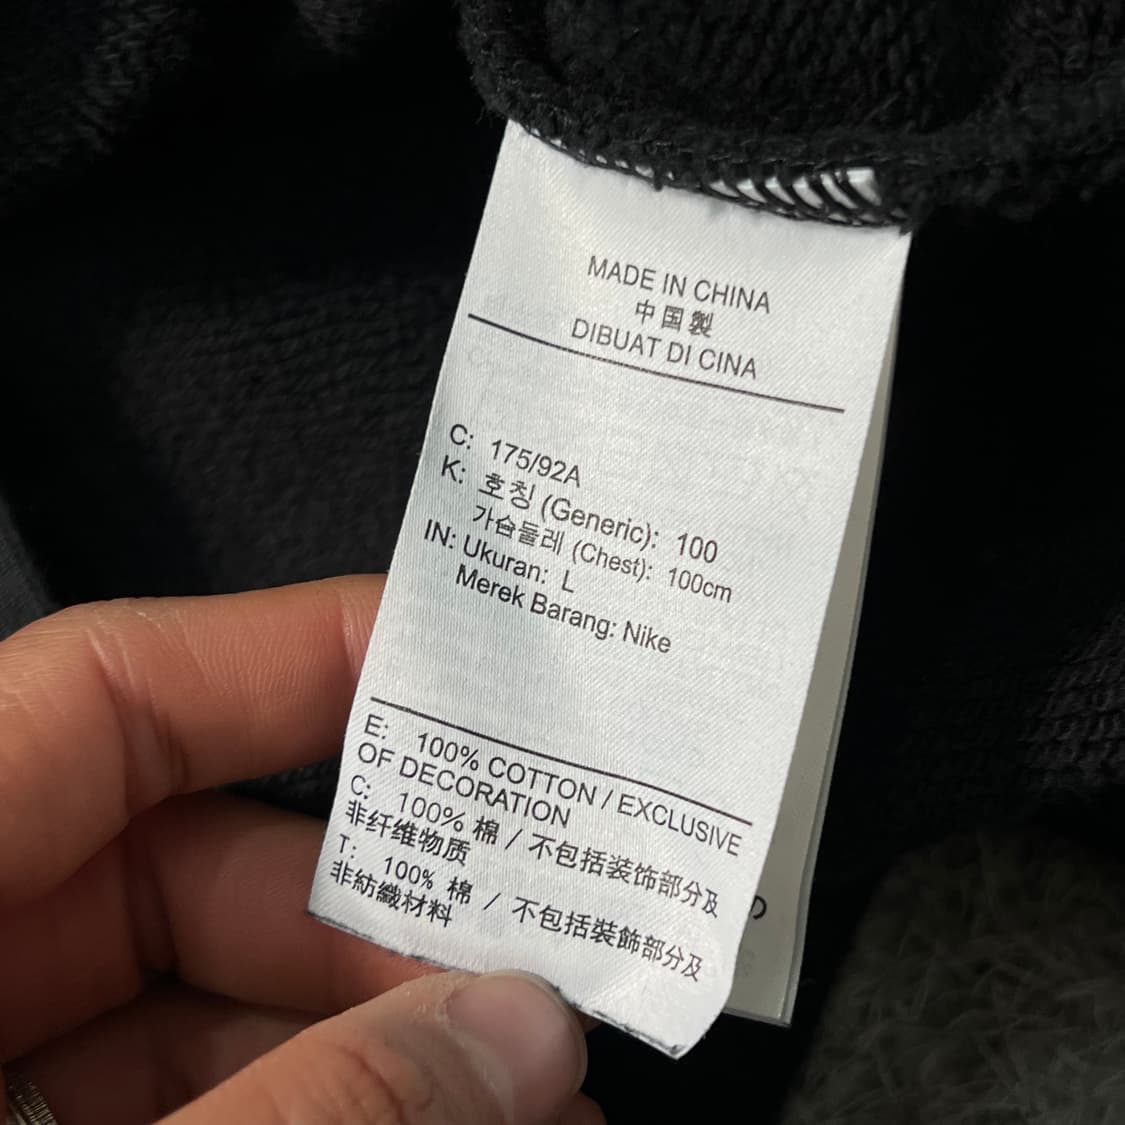 MADE IN CHINA
中国製
DIBUAT DI CINA
C: 175/92A
K: 호칭 (Generic): 100
가슴둘레 (Chest): 100cm
IN: Ukuran: L
Merek Barang: Nike
E: 100% COTTON / EXCLUSIVE
OF DECORATION
C: 100% 棉 / 不包括装饰部分及
非纤维物质
T: 100% 棉 / 不包括裝飾部分及
非紡織材料
の